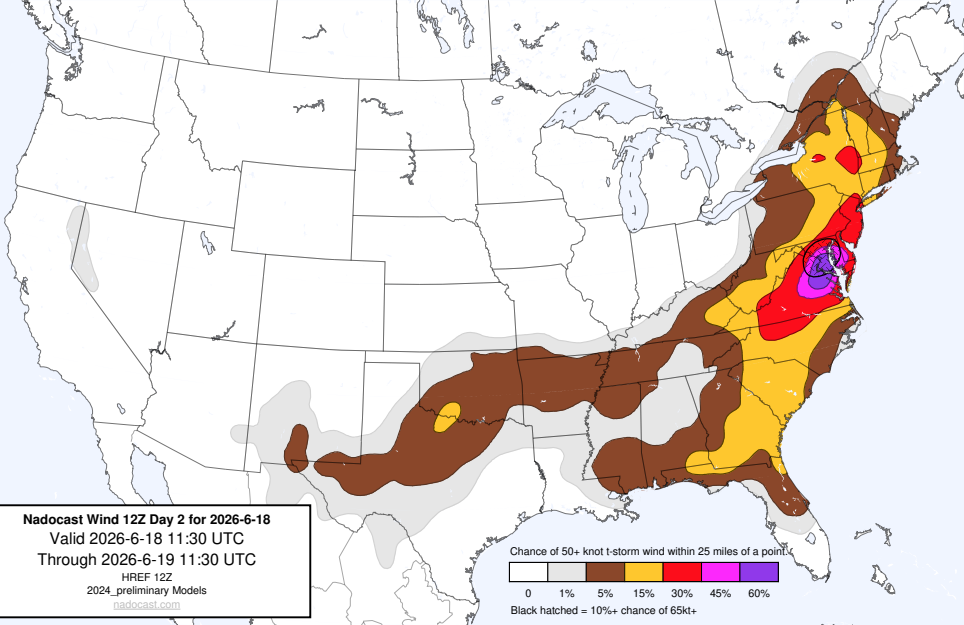 Nadocast Wind 12Z Day 2 for 2026-6-18
Valid 2026-6-18 11:30 UTC
Through 2026-6-19 11:30 UTC
HREF 12Z
2024_preliminary Models
nadocast.com
Chance of 50+ knot t-storm wind within 25 miles of a point.
0 1% 5% 15% 30% 45% 60%
Black hatched = 10%+ chance of 65kt+